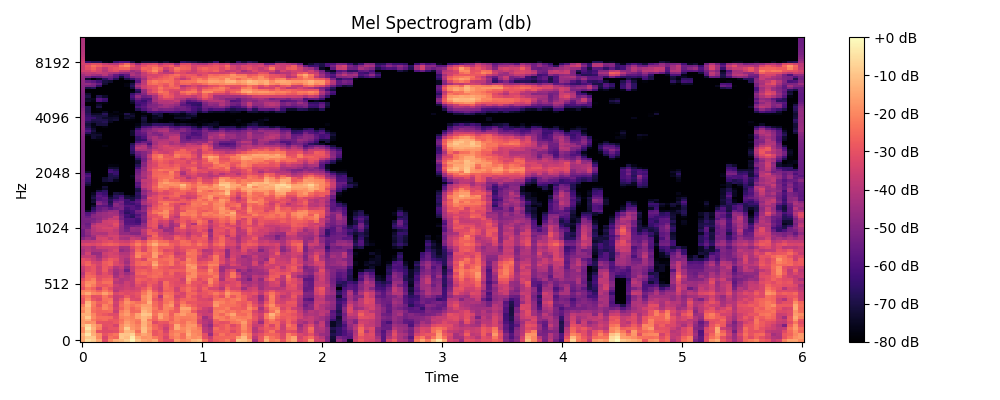 Mel Spectrogram (db)
+0 dB
8192
-10 dB
4096
-20 dB
-30 dB
Hz
2048
-40 dB
1024
-50 dB
-60 dB
512
-70 dB
0
-80 dB
0 1 2 3 4 5 6
Time